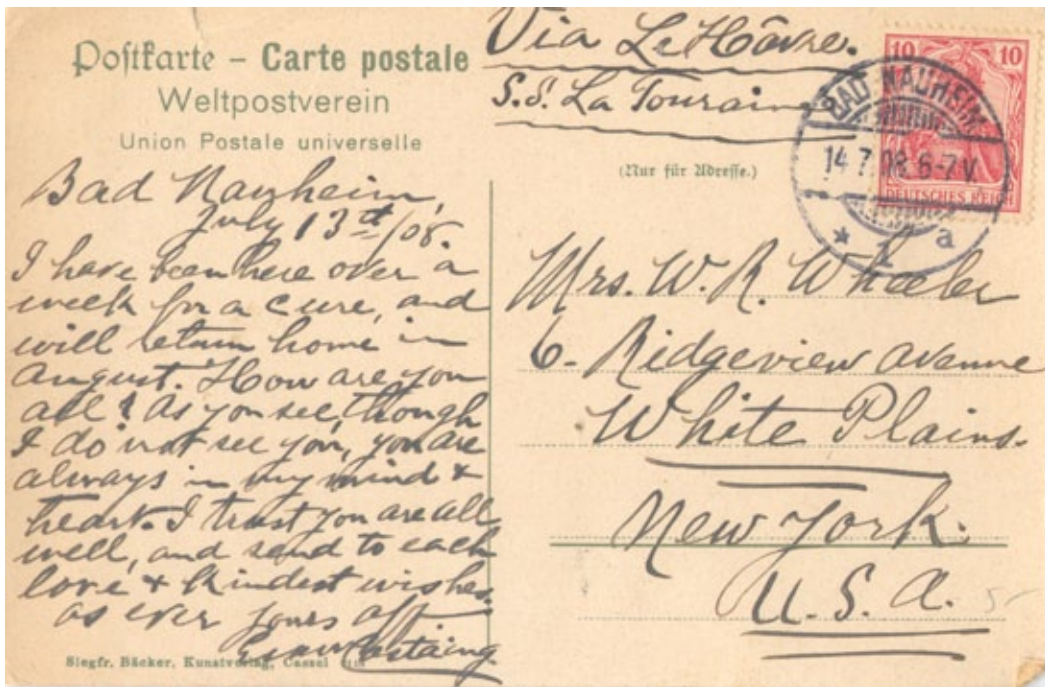 Postkarte – Carte postale
Weltpostverein
Union Postale universelle
Via Le Hâvre.
S.S. La Touraine
(Nur für Adresse.)
10 10
DEUTSCHES REICH
BAD-NAUHEIM
14 7 08 6-7 V.
* 1 a
Bad Nauheim,
July 13th/08.
I have been here over a
week for a cure, and
will return home in
August. How are you
all? As you see, though
I do not see you, you are
always in my mind &
heart. I trust you are all
well, and send to each
love & kindest wishes.
as ever yours aff
Siegfr. Bäcker, Kunstverlag, Cassel
Mrs. W. R. Wheeler
6- Ridgeview Avenue
White Plains.
New York.
U.S.A.